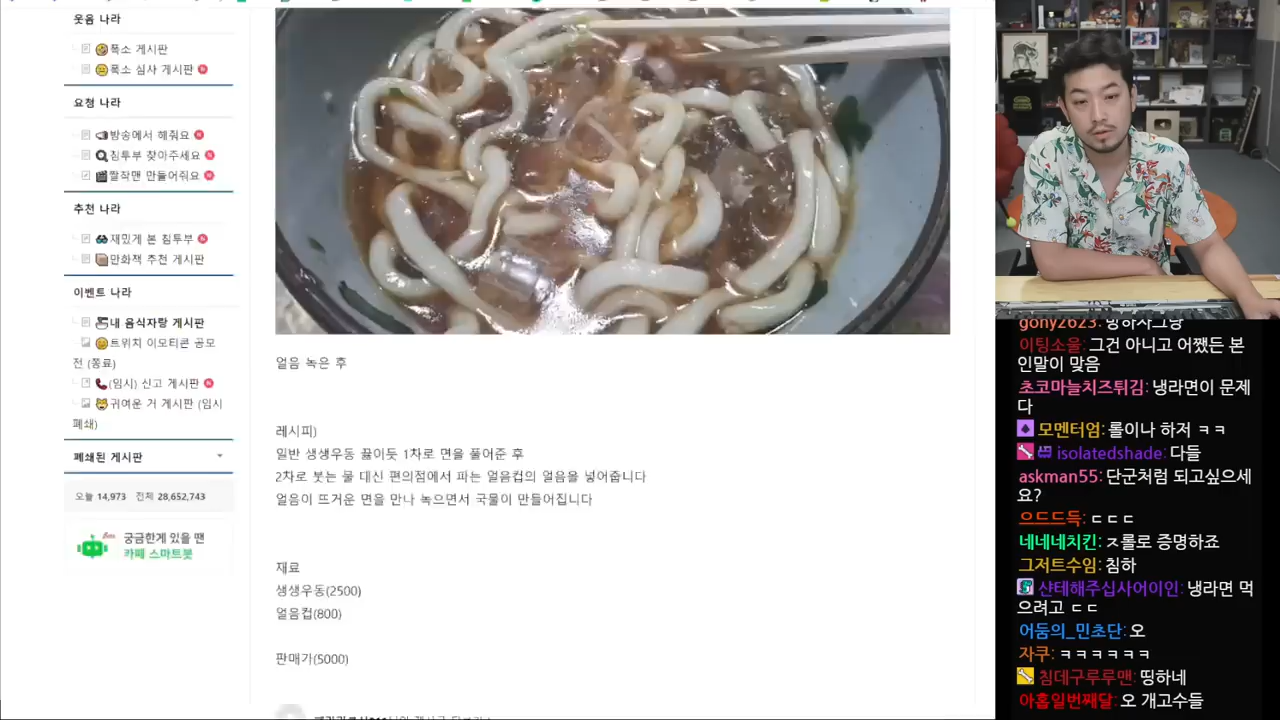 웃음 나라
폭소 게시판
폭소 심사 게시판
요청 나라
방송에서 해줘요
침투부 찾아주세요
짤작맨 만들어줘요
추천 나라
재밌게 본 침투부
만화책 추천 게시판
이벤트 나라
내 음식자랑 게시판
트위치 이모티콘 공모
전 (종료)
(임시) 신고 게시판
귀여운 거 게시판 (임시
폐쇄)
폐쇄된 게시판
오늘 14,973 전체 28,652,743
궁금한게 있을 땐
카페 스마트봇
얼음 녹은 후
레시피)
일반 생생우동 끓이듯 1차로 면을 풀어준 후
2차로 붓는 물 대신 편의점에서 파는 얼음컵의 얼음을 넣어줍니다
얼음이 뜨거운 면을 만나 녹으면서 국물이 만들어집니다
재료
생생우동(2500)
얼음컵(800)
판매가(5000)
gony2623:
이팅소울: 그건 아니고 어쨌든 본
인말이 맞음
초코마늘치즈튀김: 냉라면이 문제
다
모멘터엄: 롤이나 하저 ㅋㅋ
isolatedshade: 다들
askman55: 단군처럼 되고싶으세
요?
으드드득: ㄷㄷㄷ
네네네치킨: ㅈ롤로 증명하죠
그저트수임: 침하
샨테해주십사어이인: 냉라면 먹
으려고 ㄷㄷ
어둠의_민초단: 오
자쿠: ㅋㅋㅋㅋㅋㅋ
침데구루루맨: 띵하네
아홉일번째달: 오 개고수들